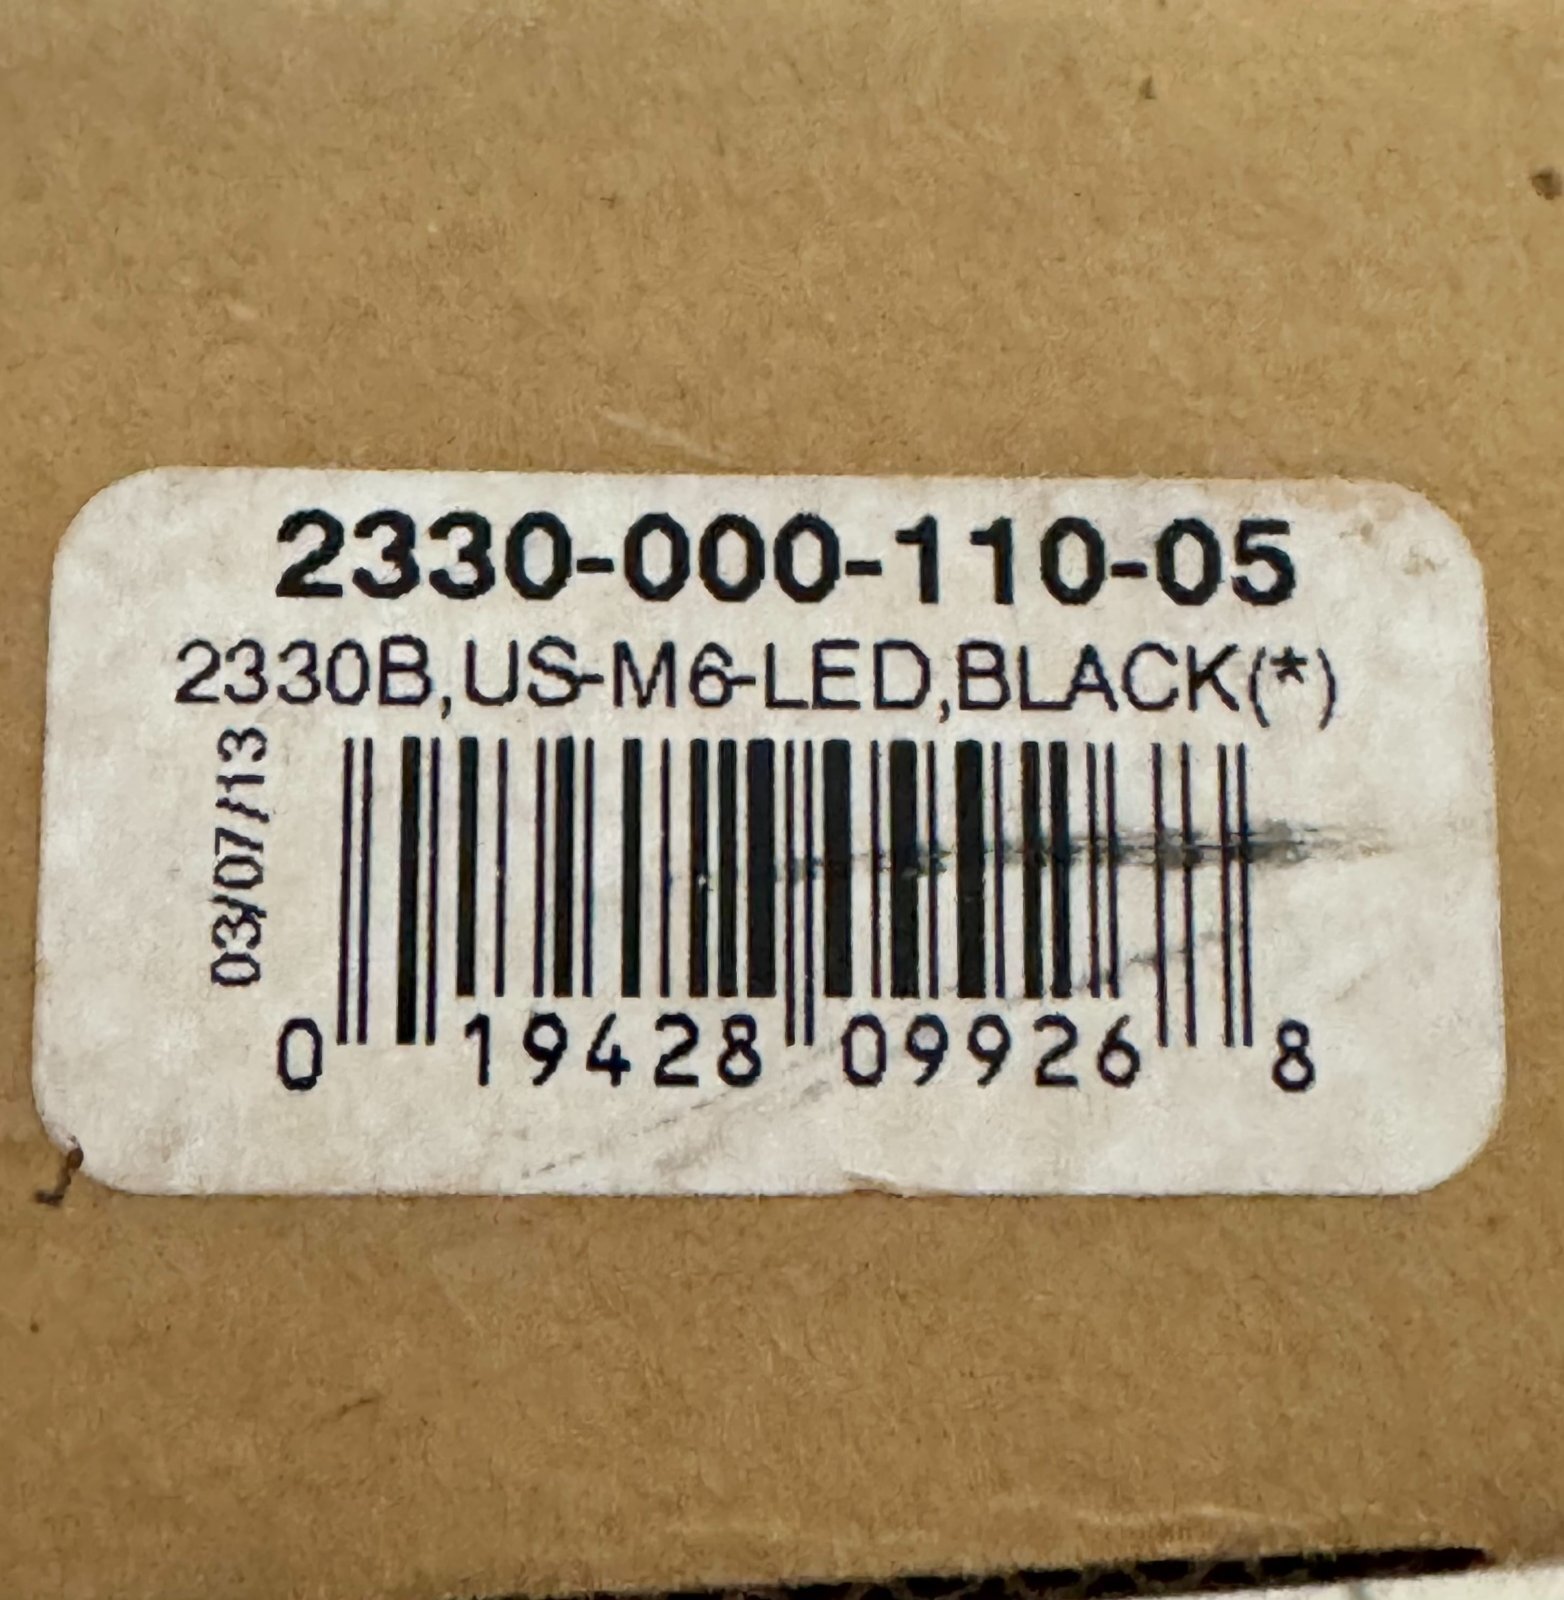 2330-000-110-05
2330B,US-M6-LED,BLACK(*)
03/07/13
0 19428 09926 8